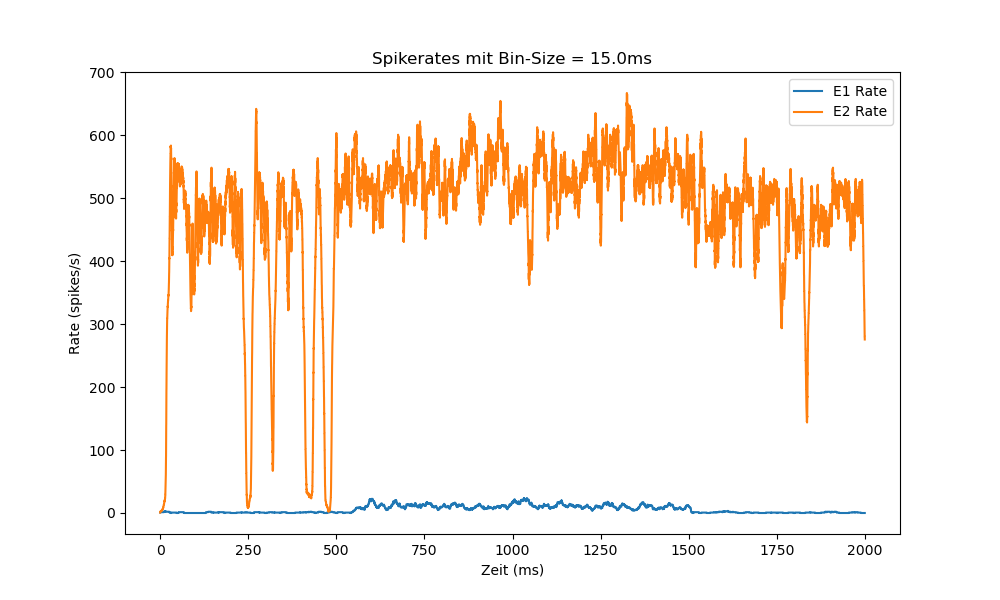 Spikerates mit Bin-Size = 15.0ms
E1 Rate
E2 Rate
700
600
500
400
300
200
100
0
Rate (spikes/s)
0 250 500 750 1000 1250 1500 1750 2000
Zeit (ms)